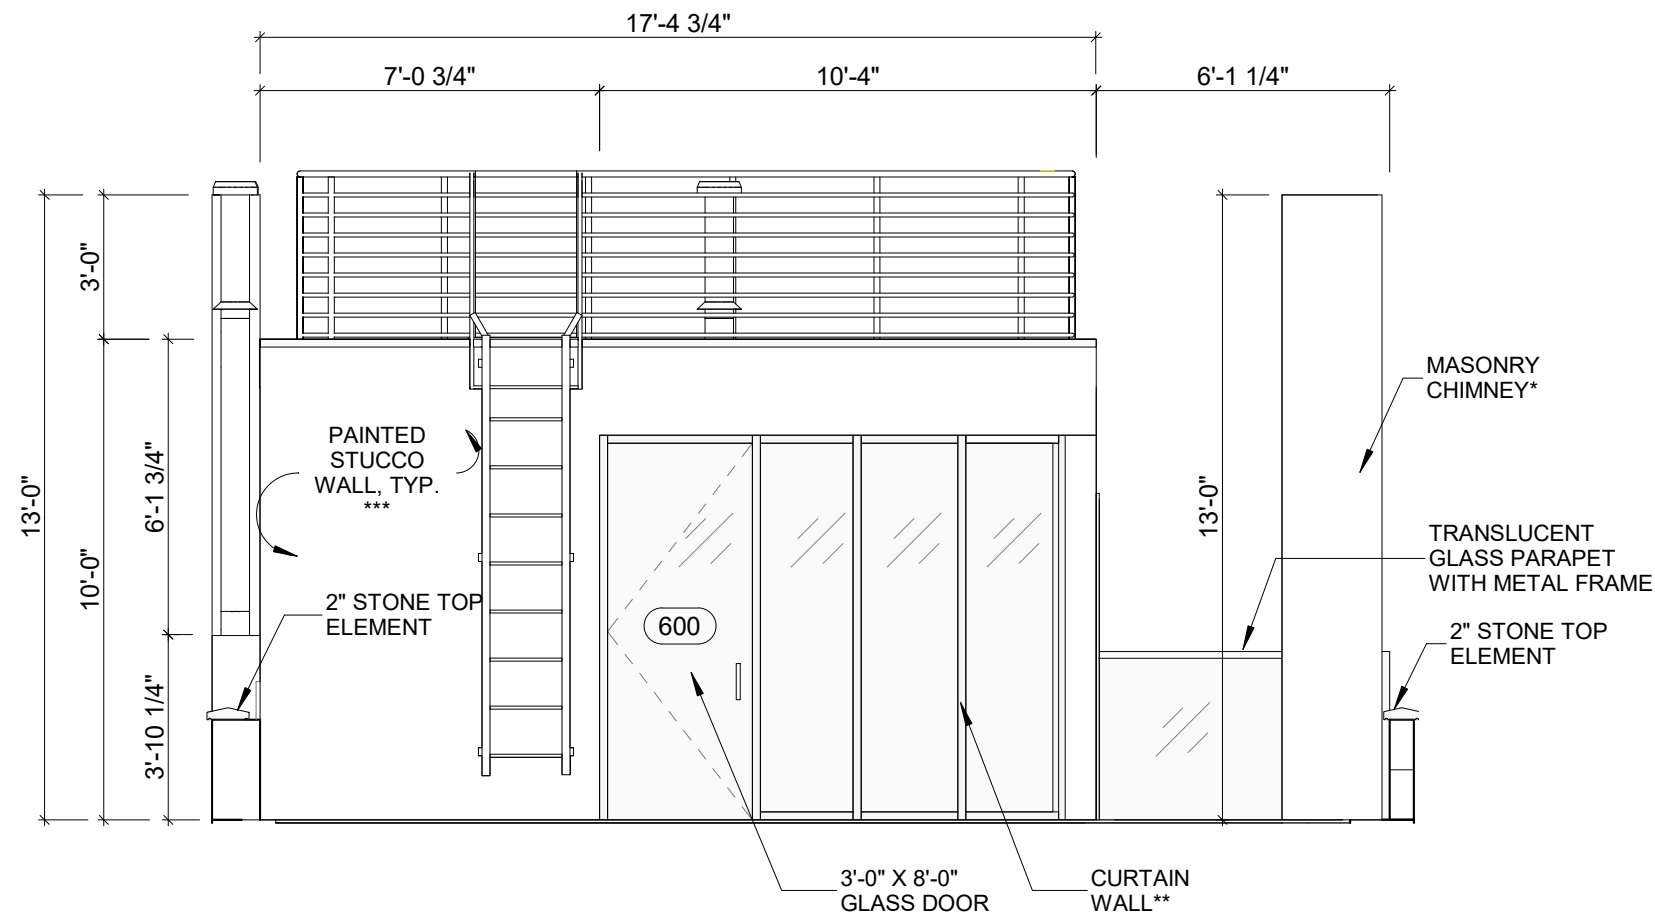 17'-4 3/4"
7'-0 3/4"
10'-4"
6'-1 1/4"
3'-0"
13'-0"
10'-0"
6'-1 3/4"
3'-10 1/4"
PAINTED
STUCCO
WALL, TYP.
***
2" STONE TOP
ELEMENT
600
13'-0"
MASONRY
CHIMNEY*
TRANSLUCENT
GLASS PARAPET
WITH METAL FRAME
2" STONE TOP
ELEMENT
3'-0" X 8'-0"
GLASS DOOR
CURTAIN
WALL**